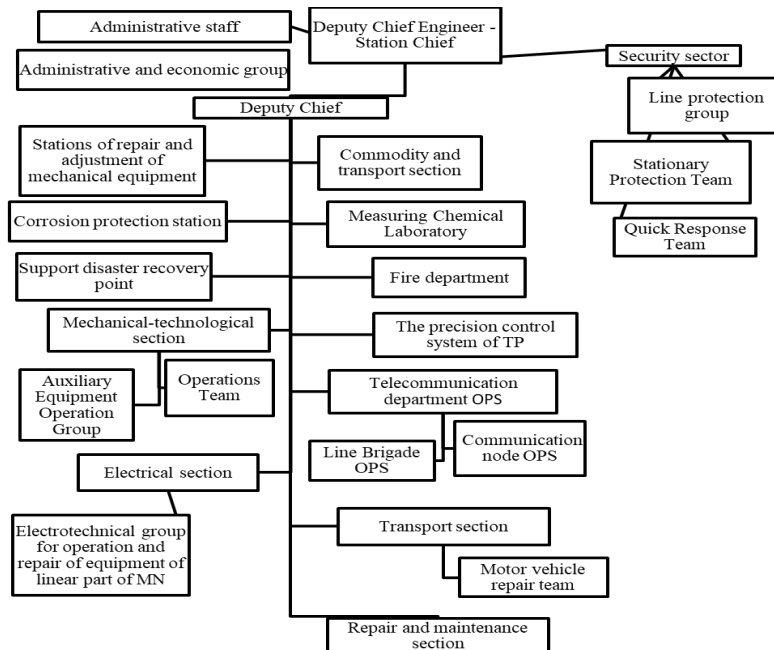 Administrative staff
Deputy Chief Engineer -
Station Chief
Security sector
Administrative and economic group
Line protection
group
Deputy Chief
Stations of repair and
adjustment of
mechanical equipment
Commodity and
transport section
Stationary
Protection Team
Corrosion protection station
Measuring Chemical
Laboratory
Quick Response
Team
Support disaster recovery
point
Fire department
Mechanical-technological
section
The precision control
system of TP
Auxiliary
Equipment
Operation
Group
Operations
Team
Telecommunication
department OPS
Line Brigade
OPS
Communication
node OPS
Electrical section
Electrotechnical group
for operation and
repair of equipment of
linear part of MN
Transport section
Motor vehicle
repair team
Repair and maintenance
section